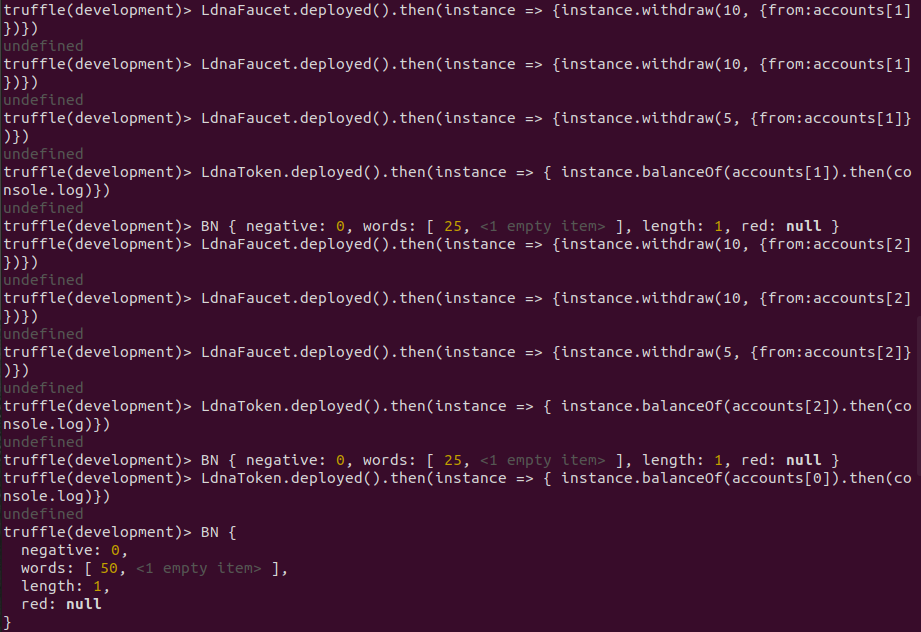 truffle(development)> LdnaFaucet.deployed().then(instance => {instance.withdraw(10, {from:accounts[1]
})})
undefined
truffle(development)> LdnaFaucet.deployed().then(instance => {instance.withdraw(10, {from:accounts[1]
})})
undefined
truffle(development)> LdnaFaucet.deployed().then(instance => {instance.withdraw(5, {from:accounts[1]}
)})
undefined
truffle(development)> LdnaToken.deployed().then(instance => { instance.balanceOf(accounts[1]).then(co
nsole.log)})
undefined
truffle(development)> BN { negative: 0, words: [ 25, <1 empty item> ], length: 1, red: null }
truffle(development)> LdnaFaucet.deployed().then(instance => {instance.withdraw(10, {from:accounts[2]
})})
undefined
truffle(development)> LdnaFaucet.deployed().then(instance => {instance.withdraw(10, {from:accounts[2]
})})
undefined
truffle(development)> LdnaFaucet.deployed().then(instance => {instance.withdraw(5, {from:accounts[2]}
)})
undefined
truffle(development)> LdnaToken.deployed().then(instance => { instance.balanceOf(accounts[2]).then(co
nsole.log)})
undefined
truffle(development)> BN { negative: 0, words: [ 25, <1 empty item> ], length: 1, red: null }
truffle(development)> LdnaToken.deployed().then(instance => { instance.balanceOf(accounts[0]).then(co
nsole.log)})
undefined
truffle(development)> BN {
  negative: 0,
  words: [ 50, <1 empty item> ],
  length: 1,
  red: null
}